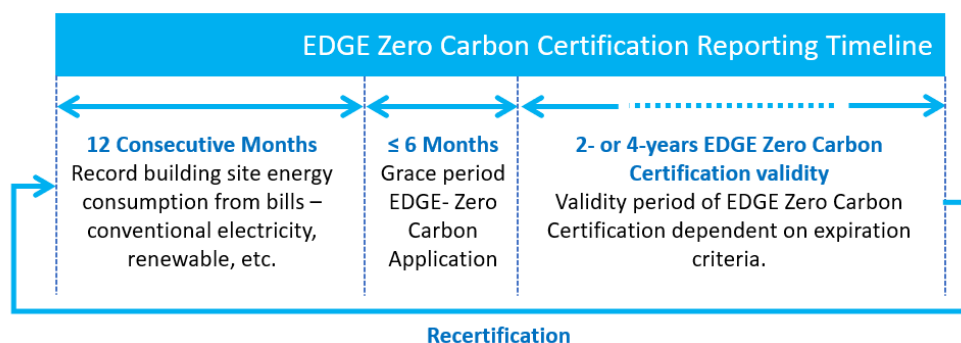 EDGE Zero Carbon Certification Reporting Timeline
12 Consecutive Months
Record building site energy
consumption from bills –
conventional electricity,
renewable, etc.
≤ 6 Months
Grace period
EDGE- Zero
Carbon
Application
2- or 4-years EDGE Zero Carbon
Certification validity
Validity period of EDGE Zero Carbon
Certification dependent on expiration
criteria.
Recertification